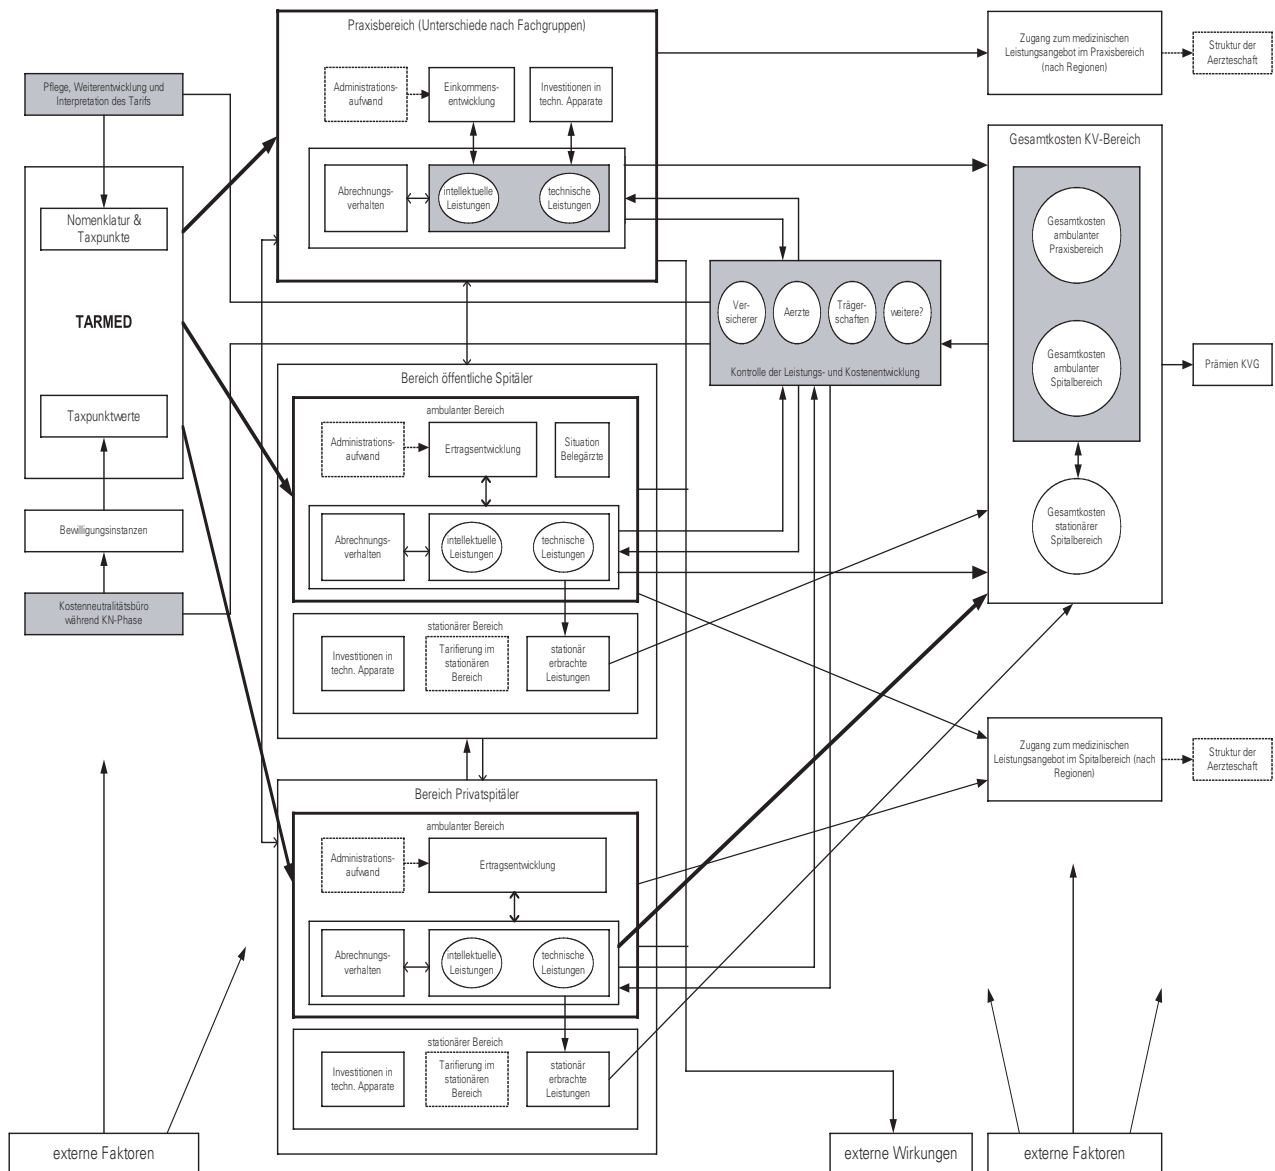 Praxisbereich (Unterschiede nach Fachgruppen)
Administrations-
aufwand
Einkommens-
entwicklung
Investitionen in
techn. Apparate
Abrechnungs-
verhalten
intellektuelle
Leistungen
technische
Leistungen
Zugang zum medizinischen
Leistungsangebot im Praxisbereich
(nach Regionen)
Struktur der
Aerzteschaft
Pflege, Weiterentwicklung und
Interpretation des Tarifs
Nomenklatur &
Taxpunkte
TARMED
Taxpunktwerte
Bewilligungsinstanzen
Kostenneutralitätsbüro
während KN-Phase
Ver-
sicherer
Aerzte
Träger-
schaften
weitere?
Kontrolle der Leistungs- und Kostenentwicklung
Gesamtkosten KV-Bereich
Gesamtkosten
ambulanter
Praxisbereich
Gesamtkosten
ambulanter
Spitalbereich
Gesamtkosten
stationärer
Spitalbereich
Prämien KVG
Bereich öffentliche Spitäler
ambulanter Bereich
Administrations-
aufwand
Ertragsentwicklung
Situation
Belegärzte
Abrechnungs-
verhalten
intellektuelle
Leistungen
technische
Leistungen
stationärer Bereich
Investitionen in
techn. Apparate
Tarifierung im
stationären
Bereich
stationär
erbrachte
Leistungen
Zugang zum medizinischen
Leistungsangebot im Spitalbereich (nach
Regionen)
Struktur der
Aerzteschaft
Bereich Privatspitäler
ambulanter Bereich
Administrations-
aufwand
Ertragsentwicklung
Abrechnungs-
verhalten
intellektuelle
Leistungen
technische
Leistungen
stationärer Bereich
Investitionen in
techn. Apparate
Tarifierung im
stationären
Bereich
stationär
erbrachte
Leistungen
externe Faktoren
externe Wirkungen
externe Faktoren